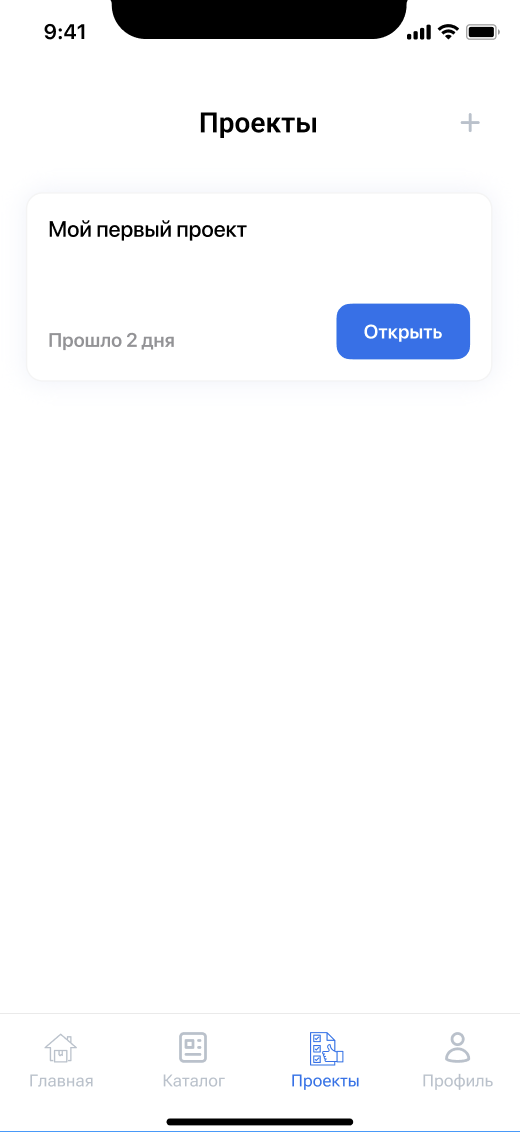 9:41
Проекты
Мой первый проект
Прошло 2 дня
Открыть
Главная
Каталог
Проекты
Профиль